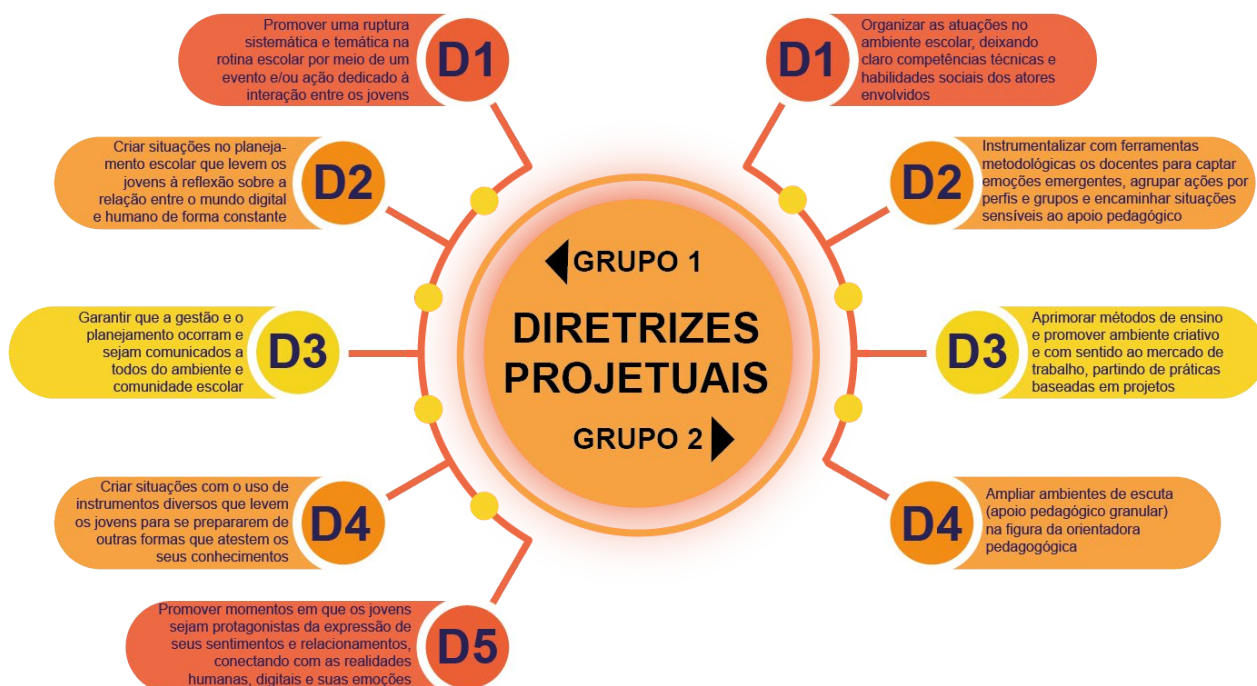 Promover uma ruptura
sistemática e temática na
rotina escolar por meio de um
evento e/ou ação dedicado à
interação entre os jovens
D1
Criar situações no planeja-
mento escolar que levem os
jovens à reflexão sobre a
relação entre o mundo digital
e humano de forma constante
D2
Garantir que a gestão e o
planejamento ocorram e
sejam comunicados a
todos do ambiente e
comunidade escolar
D3
Criar situações com o uso de
instrumentos diversos que levem
os jovens para se prepararem de
outras formas que atestem os
seus conhecimentos
D4
Promover momentos em que os jovens
sejam protagonistas da expressão de
seus sentimentos e relacionamentos,
conectando com as realidades
humanas, digitais e suas emoções
D5
GRUPO 1
DIRETRIZES
PROJETUAIS
GRUPO 2
D1
Organizar as atuações no
ambiente escolar, deixando
claro competências técnicas e
habilidades sociais dos atores
envolvidos
D2
Instrumentalizar com ferramentas
metodológicas os docentes para captar
emoções emergentes, agrupar ações por
perfis e grupos e encaminhar situações
sensíveis ao apoio pedagógico
D3
Aprimorar métodos de ensino
e promover ambiente criativo
e com sentido ao mercado de
trabalho, partindo de práticas
baseadas em projetos
D4
Ampliar ambientes de escuta
(apoio pedagógico granular)
na figura da orientadora
pedagogógica